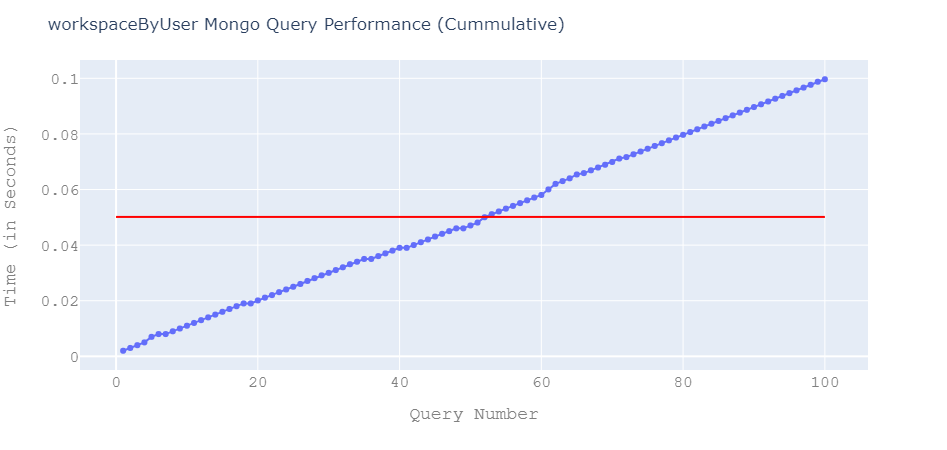 workspaceByUser Mongo Query Performance (Cummulative)
Time (in Seconds)
0.1
0.08
0.06
0.04
0.02
0
0 20 40 60 80 100
Query Number